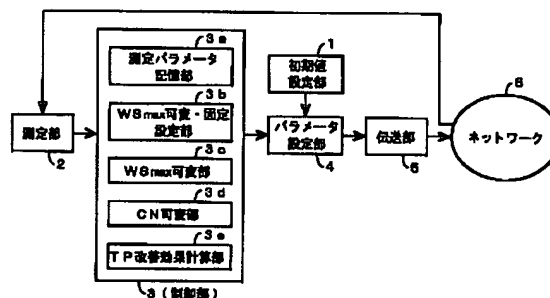 3a
測定パラメータ
記憶部
3b
WSmax可変・固定
設定部
3c
WSmax可変部
3d
CN可変部
3e
TP改善効果計算部
3(制御部)
測定部
2
1
初期値
設定部
パラメータ
設定部
4
伝送部
5
6
ネットワーク